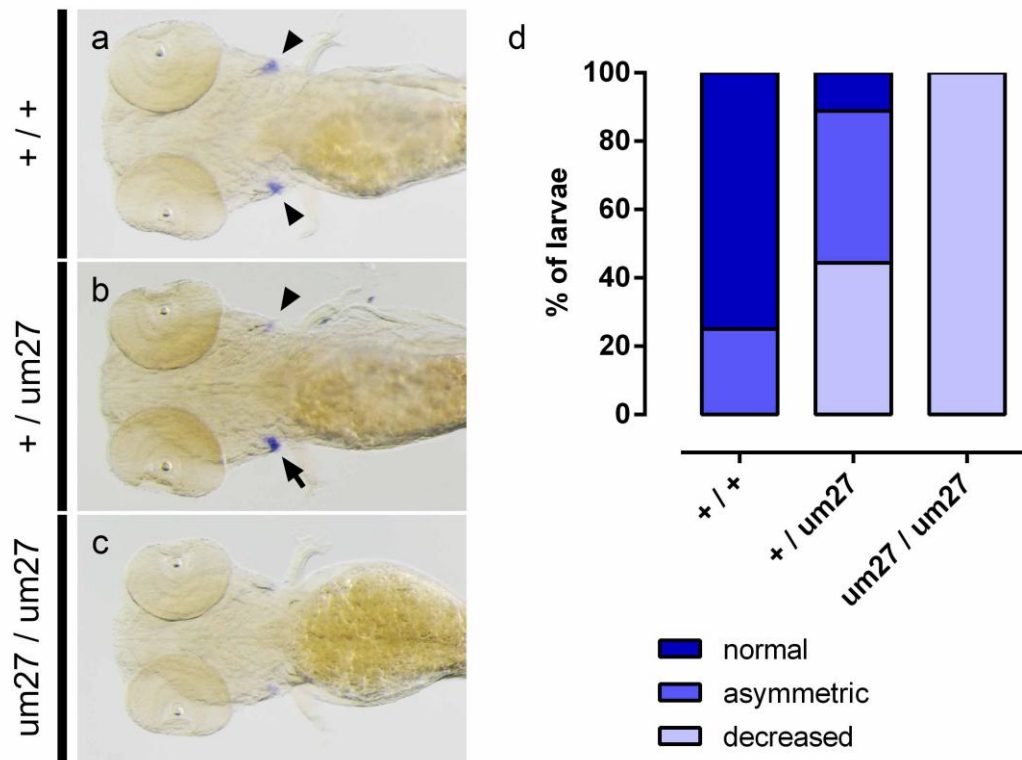 a
+ / +
b
+ / um27
c
um27 / um27
d
% of larvae
100
80
60
40
20
0
+ / +
+ / um27
um27 / um27
normal
asymmetric
decreased